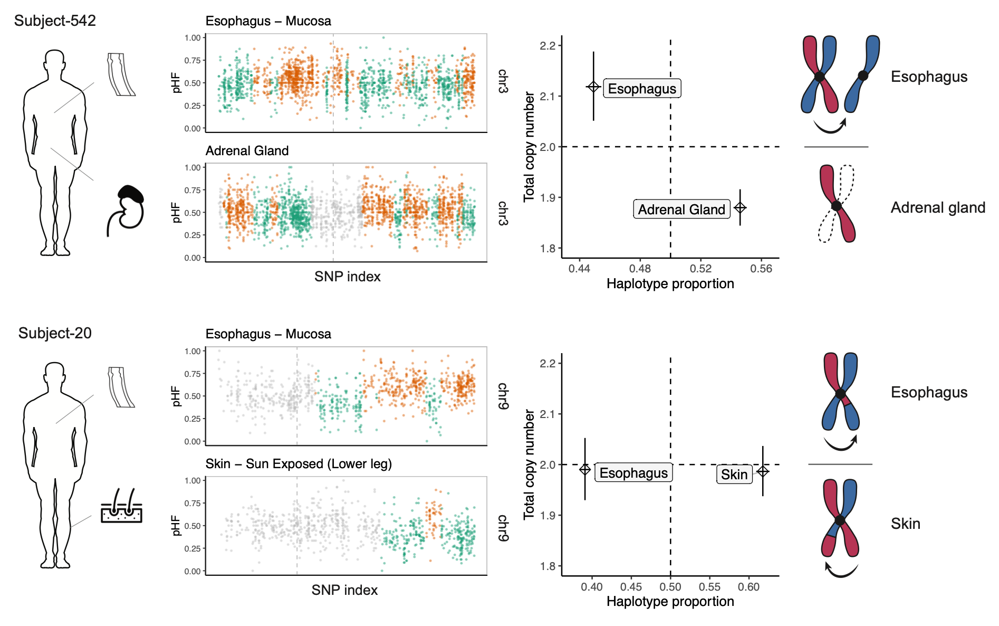 Subject-542
Esophagus – Mucosa
1.00
0.75
0.50
0.25
0.00
pHF
chr3
Adrenal Gland
1.00
0.75
0.50
0.25
0.00
pHF
chr3
SNP index
2.2
2.1
2.0
1.9
1.8
Total copy number
Esophagus
Adrenal Gland
0.44 0.48 0.52 0.56
Haplotype proportion
Esophagus
Adrenal gland
Subject-20
Esophagus – Mucosa
1.00
0.75
0.50
0.25
0.00
pHF
chr9
Skin – Sun Exposed (Lower leg)
1.00
0.75
0.50
0.25
0.00
pHF
chr9
SNP index
2.2
2.1
2.0
1.9
1.8
Total copy number
Esophagus
Skin
0.40 0.45 0.50 0.55 0.60
Haplotype proportion
Esophagus
Skin